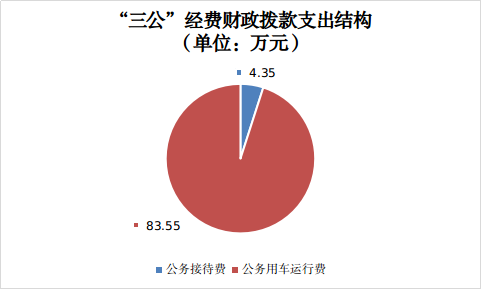 “三公”经费财政拨款支出结构
（单位：万元）
4.35
83.55
公务接待费 公务用车运行费